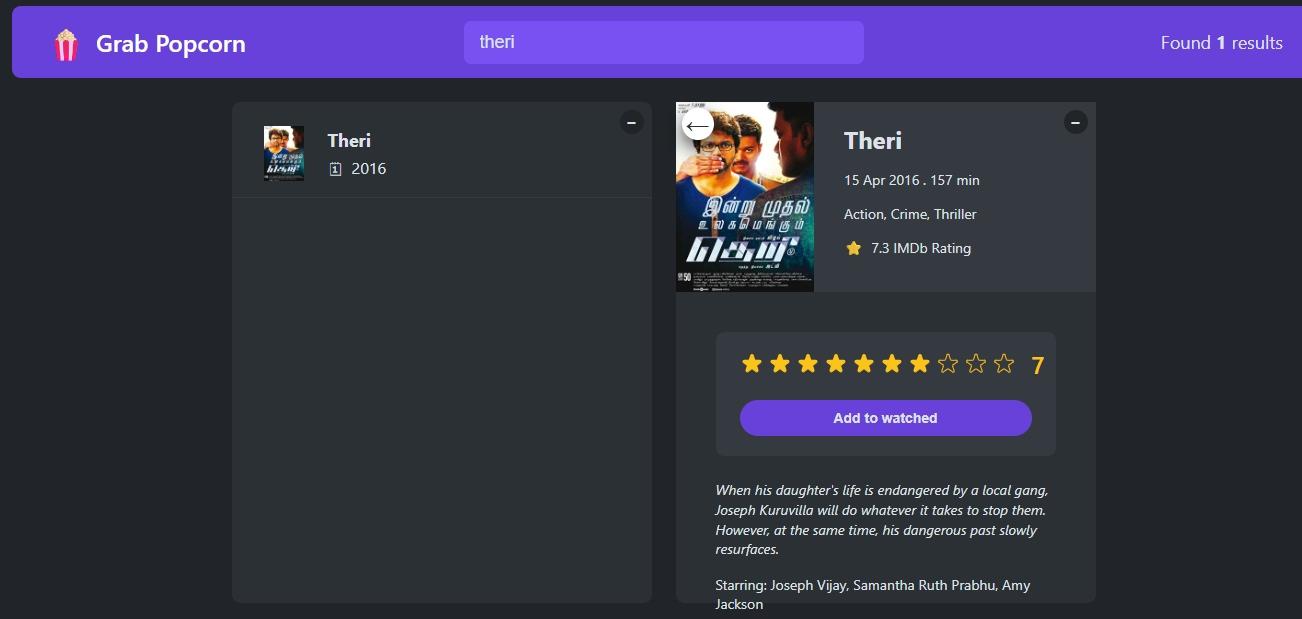 Grab Popcorn
theri
Found 1 results
Theri
2016
இன்று முதல்
உலகமெங்கும்
தெறி
Theri
15 Apr 2016 . 157 min
Action, Crime, Thriller
7.3 IMDb Rating
7
Add to watched
When his daughter's life is endangered by a local gang,
Joseph Kuruvilla will do whatever it takes to stop them.
However, at the same time, his dangerous past slowly
resurfaces.
Starring: Joseph Vijay, Samantha Ruth Prabhu, Amy
Jackson